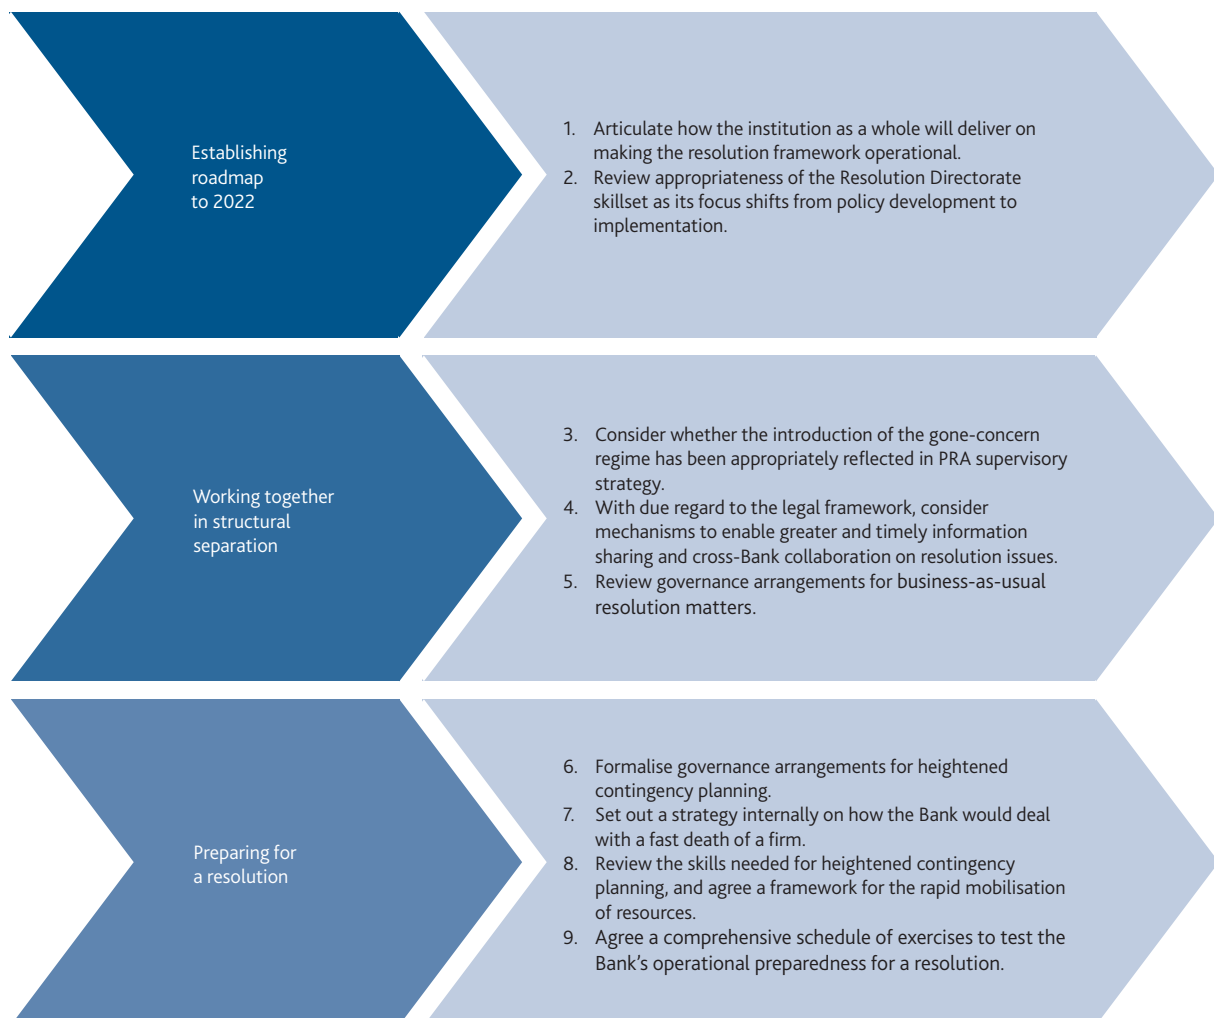 Establishing
roadmap
to 2022
1. Articulate how the institution as a whole will deliver on
making the resolution framework operational.
2. Review appropriateness of the Resolution Directorate
skillset as its focus shifts from policy development to
implementation.
Working together
in structural
separation
3. Consider whether the introduction of the gone-concern
regime has been appropriately reflected in PRA supervisory
strategy.
4. With due regard to the legal framework, consider
mechanisms to enable greater and timely information
sharing and cross-Bank collaboration on resolution issues.
5. Review governance arrangements for business-as-usual
resolution matters.
Preparing for
a resolution
6. Formalise governance arrangements for heightened
contingency planning.
7. Set out a strategy internally on how the Bank would deal
with a fast death of a firm.
8. Review the skills needed for heightened contingency
planning, and agree a framework for the rapid mobilisation
of resources.
9. Agree a comprehensive schedule of exercises to test the
Bank’s operational preparedness for a resolution.